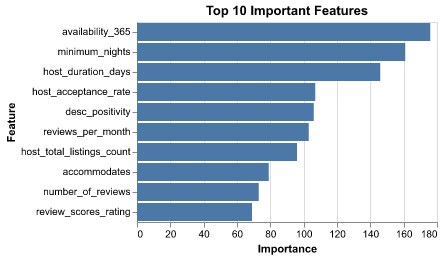 Top 10 Important Features
Feature
availability_365
minimum_nights
host_duration_days
host_acceptance_rate
desc_positivity
reviews_per_month
host_total_listings_count
accommodates
number_of_reviews
review_scores_rating
0 20 40 60 80 100 120 140 160 180
Importance